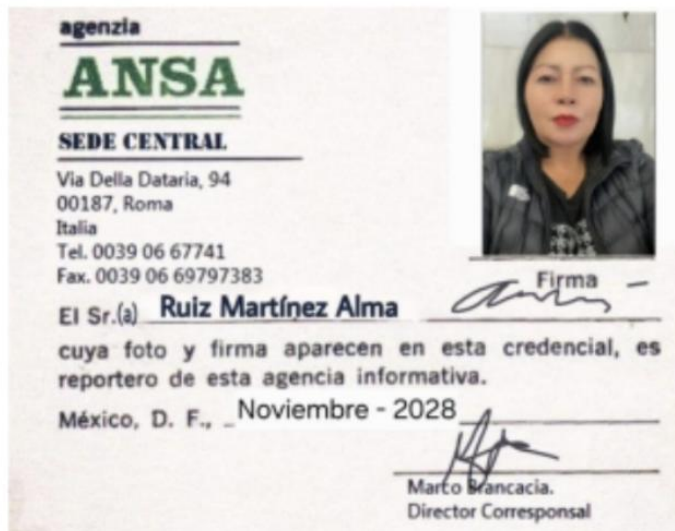 agenzia
ANSA
SEDE CENTRAL
Via Della Dataria, 94
00187, Roma
Italia
Tel. 0039 06 67741
Fax. 0039 06 69797383
Firma
El Sr.(a) Ruiz Martínez Alma
cuya foto y firma aparecen en esta credencial, es
reportero de esta agencia informativa.
México, D. F., Noviembre - 2028
Marco Brancacia.
Director Corresponsal